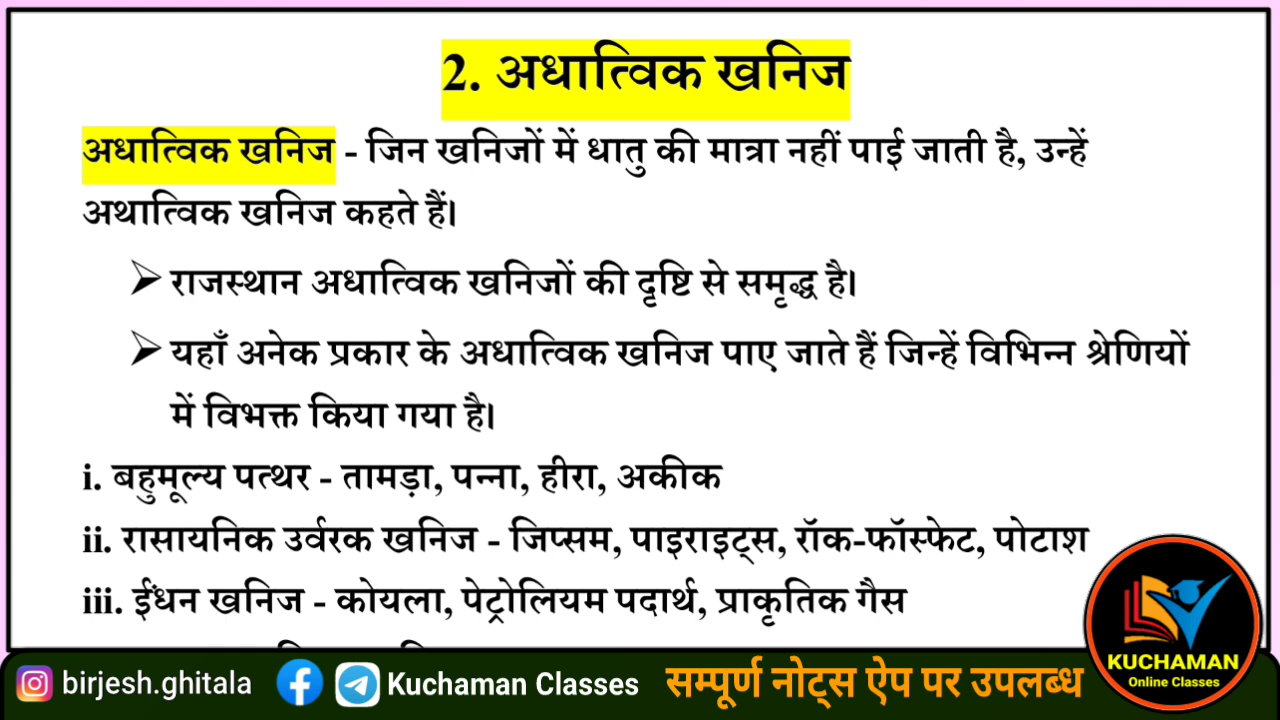 2. अधात्विक खनिज
अधात्विक खनिज - जिन खनिजों में धातु की मात्रा नहीं पाई जाती है, उन्हें
अथात्विक खनिज कहते हैं।
➢ राजस्थान अधात्विक खनिजों की दृष्टि से समृद्ध है।
➢ यहाँ अनेक प्रकार के अधात्विक खनिज पाए जाते हैं जिन्हें विभिन्न श्रेणियों
में विभक्त किया गया है।
i. बहुमूल्य पत्थर - तामड़ा, पन्ना, हीरा, अकीक
ii. रासायनिक उर्वरक खनिज - जिप्सम, पाइराइट्स, रॉक-फॉस्फेट, पोटाश
iii. ईंधन खनिज - कोयला, पेट्रोलियम पदार्थ, प्राकृतिक गैस
birjesh.ghitala
Kuchaman Classes
सम्पूर्ण नोट्स ऐप पर उपलब्ध
KUCHAMAN
Online Classes